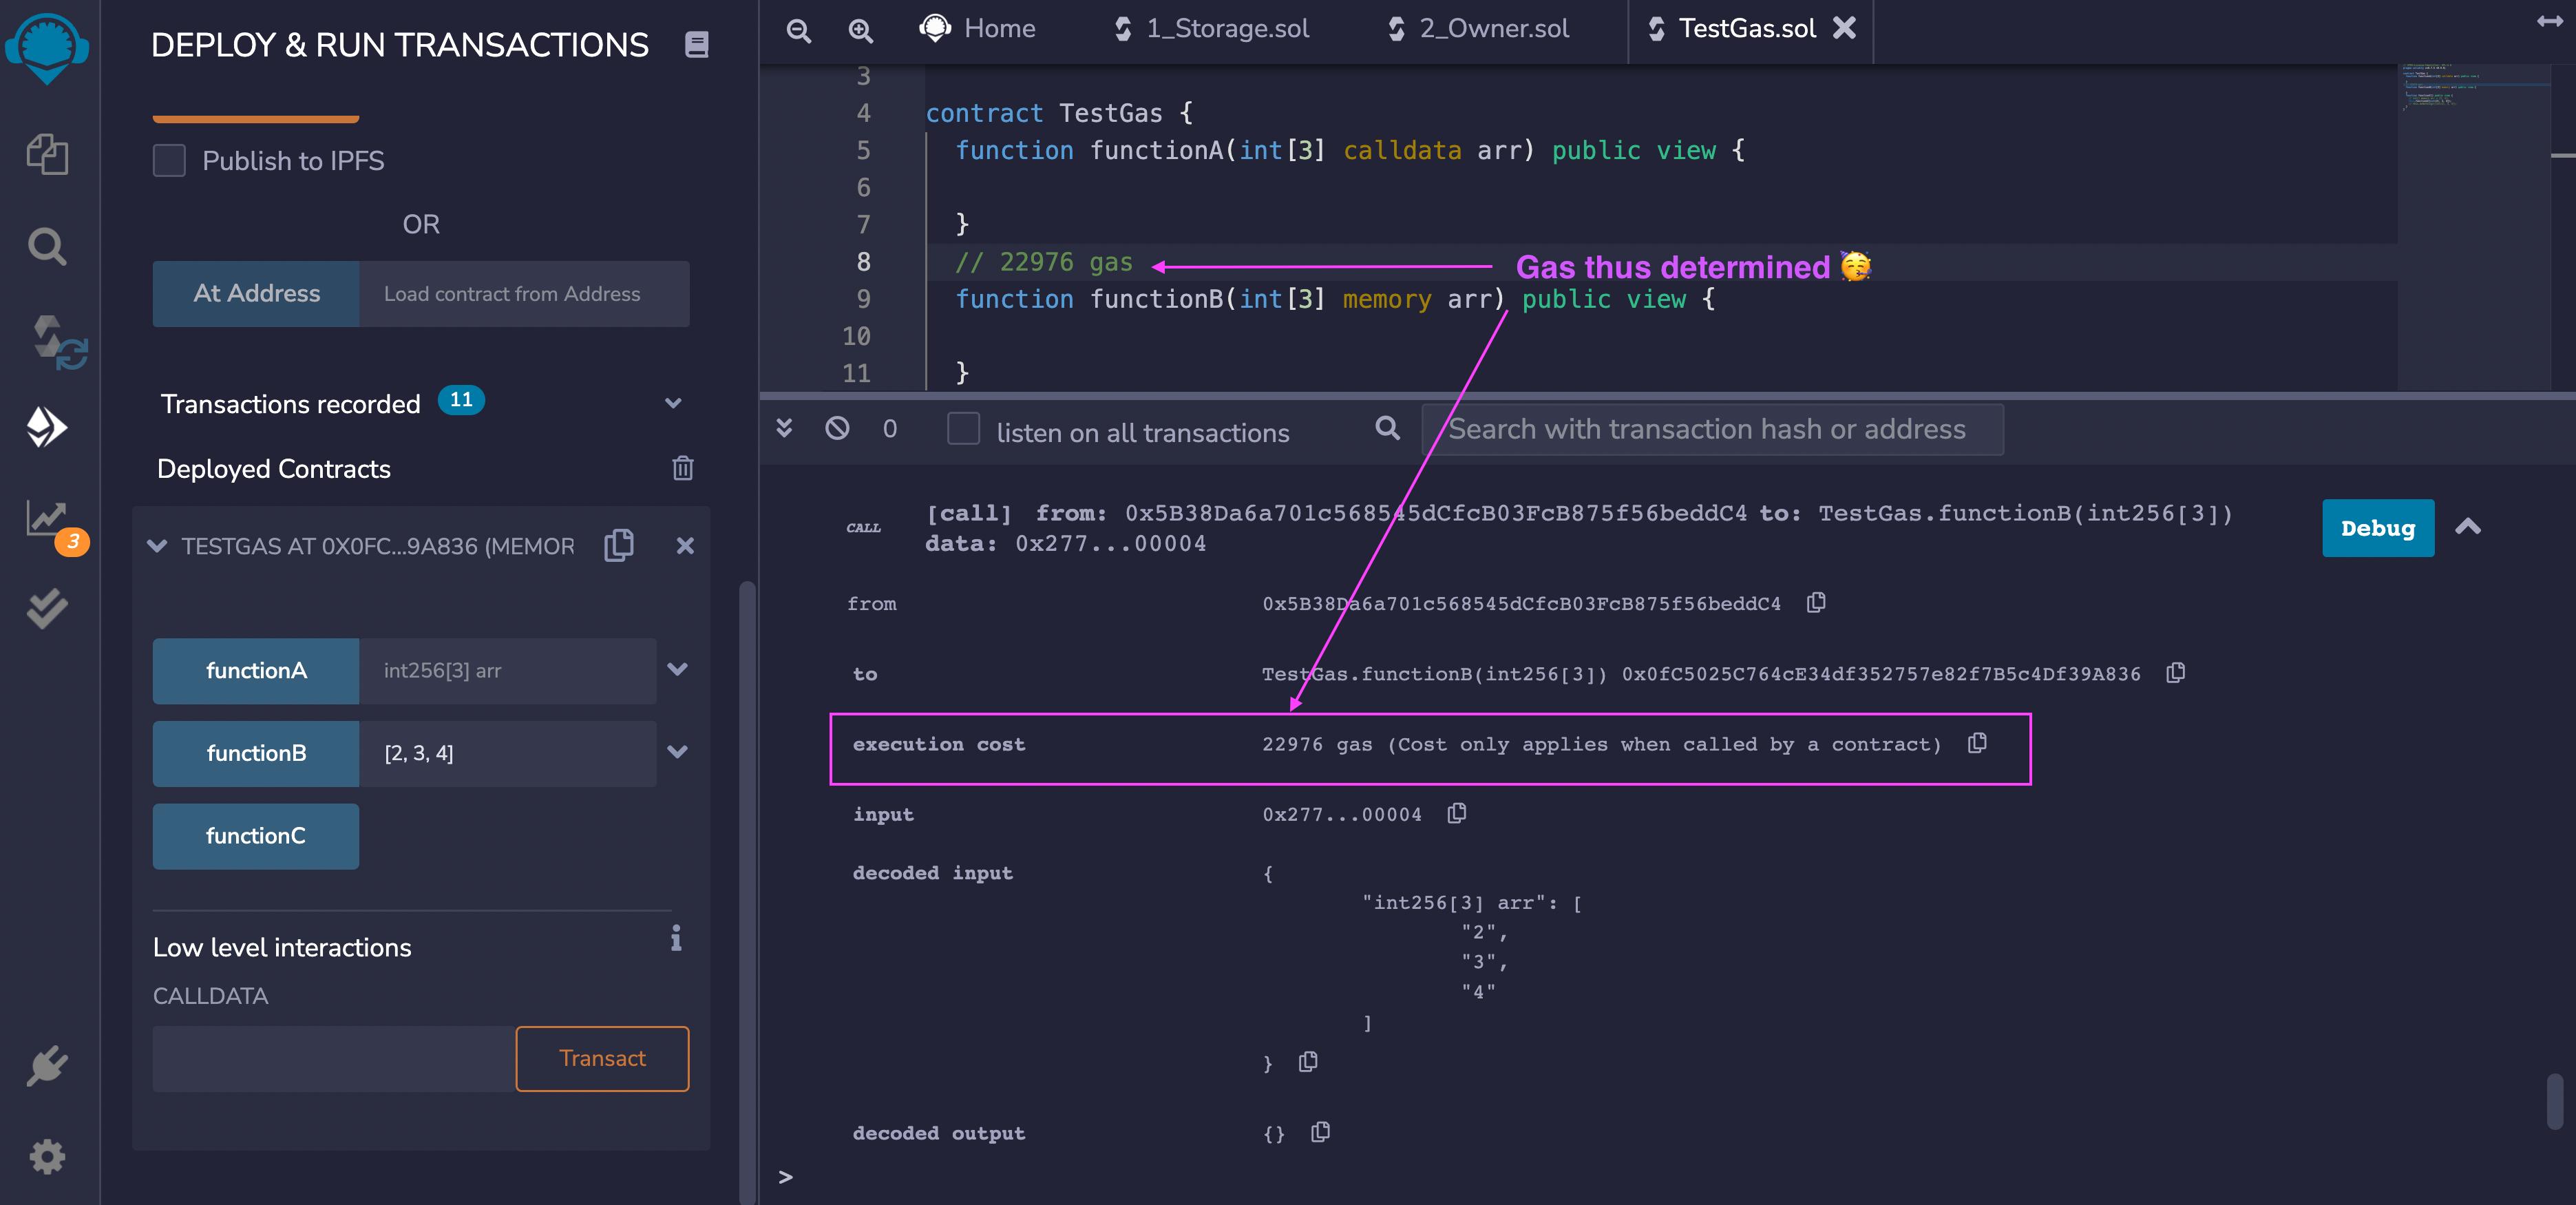 DEPLOY & RUN TRANSACTIONS
Publish to IPFS
OR
At Address
Load contract from Address
Transactions recorded 11
Deployed Contracts
3
TESTGAS AT 0X0FC...9A836 (MEMOR
functionA
int256[3] arr
functionB
[2, 3, 4]
functionC
Low level interactions
CALLDATA
Transact
Home
1_Storage.sol
2_Owner.sol
TestGas.sol
3
4 contract TestGas {
5 function functionA(int[3] calldata arr) public view {
6
7 }
8 // 22976 gas
Gas thus determined 🥳
9 function functionB(int[3] memory arr) public view {
10
11 }
0
listen on all transactions
Search with transaction hash or address
CALL
[call] from: 0x5B38Da6a701c568545dCfcB03FcB875f56beddC4 to: TestGas.functionB(int256[3])
data: 0x277...00004
Debug
from 0x5B38Da6a701c568545dCfcB03FcB875f56beddC4
to TestGas.functionB(int256[3]) 0x0fC5025C764cE34df352757e82f7B5c4Df39A836
execution cost 22976 gas (Cost only applies when called by a contract)
input 0x277...00004
decoded input {
"int256[3] arr": [
"2",
"3",
"4"
]
}
decoded output {}
>